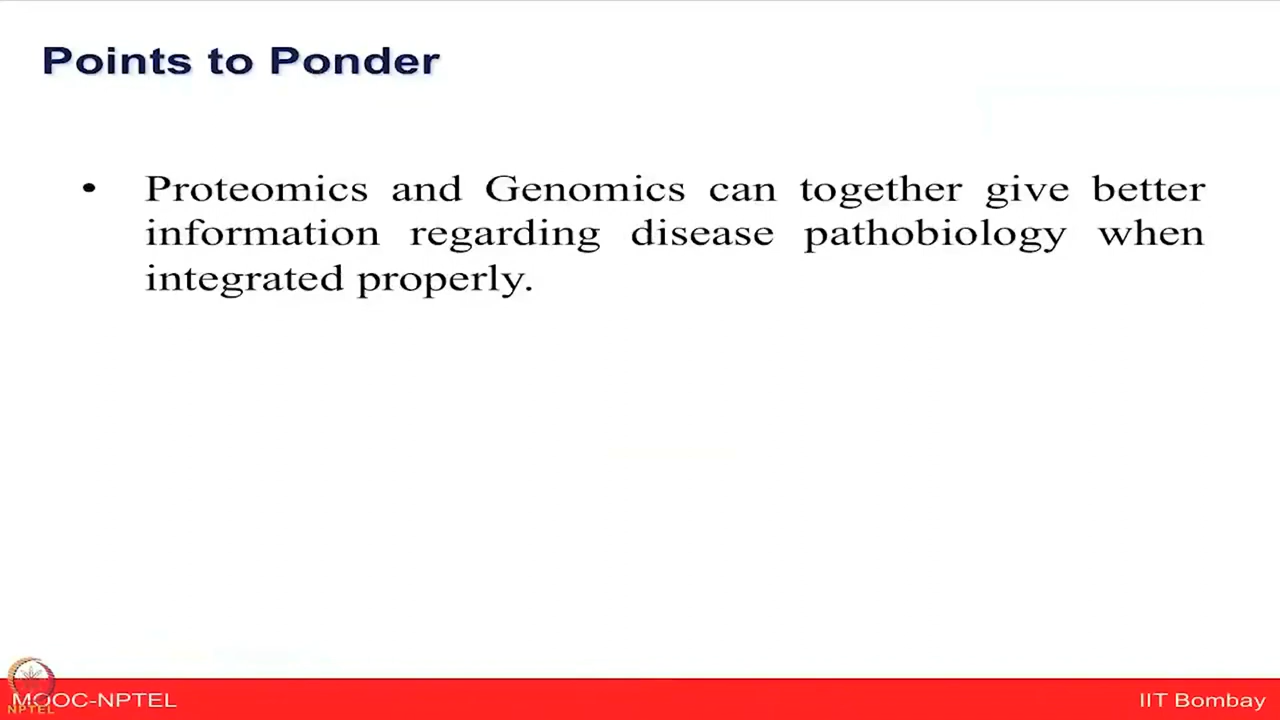 Points to Ponder
• Proteomics and Genomics can together give better
information regarding disease pathobiology when
integrated properly.
MOOC-NPTEL
NPTEL
IIT Bombay